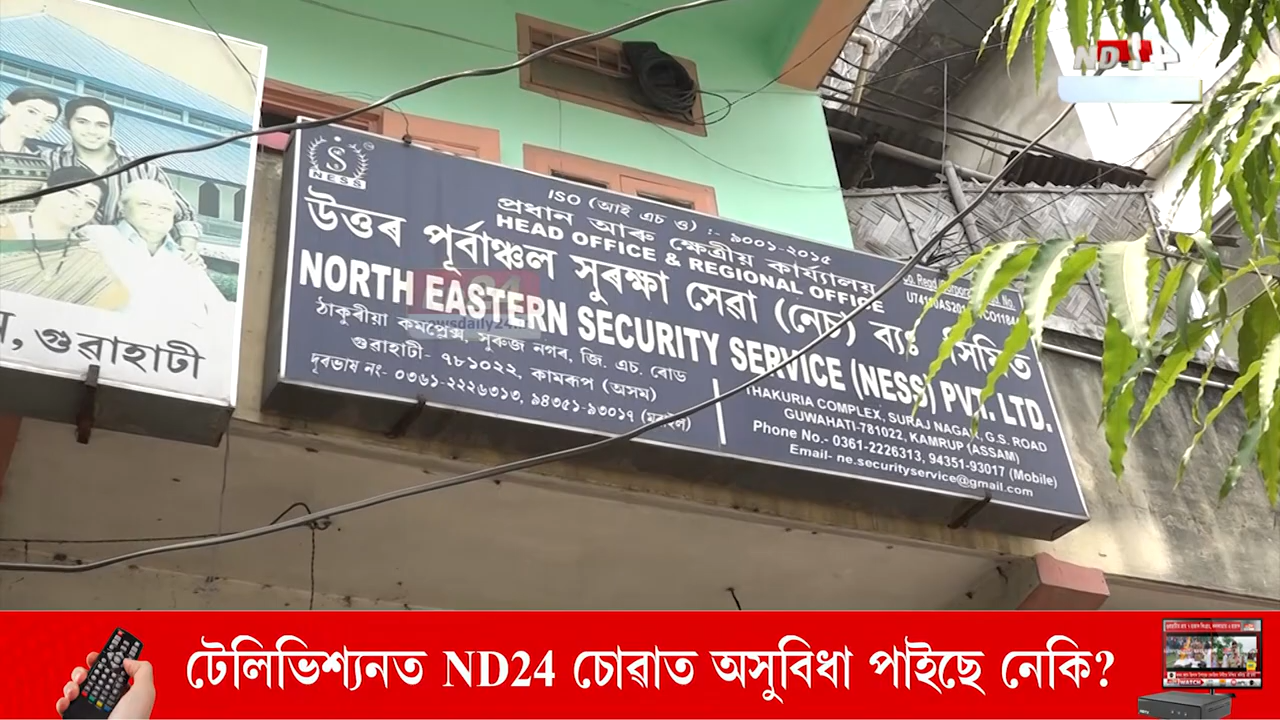 S
NESS
ISO (আই এচ ও) :- ৯০০১-২০১৫
প্ৰধান আৰু ক্ষেত্ৰীয় কাৰ্য্যালয়
HEAD OFFICE & REGIONAL OFFICE
উত্তৰ পূৰ্বাঞ্চল সুৰক্ষা সেৱা (নেচ)
NORTH EASTERN SECURITY SERVICE (NESS) PVT. LTD.
ঠাকুৰীয়া কমপ্লেক্স, সুৰুজ নগৰ, জি. এচ. ৰোড
গুৱাহাটী- ৭৮১০২২, কামৰূপ (অসম)
দূৰভাষ নং- ০৩৬১-২২২৬৩১৩, ৯৪৩৫১-৯৩০১৭
THAKURIA COMPLEX, SURAJ NAGAR, G.S. ROAD
GUWAHATI-781022, KAMRUP (ASSAM)
Phone No.- 0361-2226313, 94351-93017 (Mobile)
Email- ne.securityservice@gmail.com
গুৱাহাটী
ND
টেলিভিশ্যনত ND24 চোৱাত অসুবিধা পাইছে নেকি?